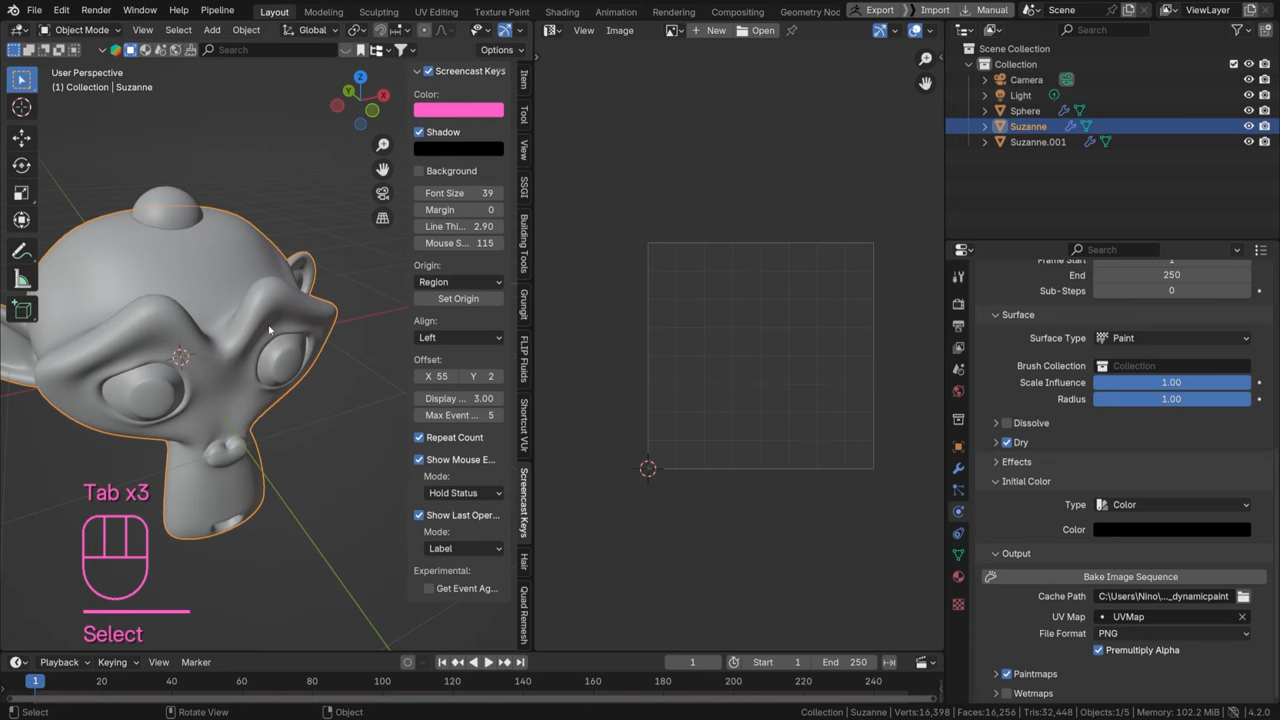 File Edit Render Window Help Pipeline
Layout Modeling Sculpting UV Editing Texture Paint Shading Animation Rendering Compositing Geometry Noc
Export Import Manual Scene ViewLayer
Object Mode View Select Add Object Global
View Image New Open
Search
Search Options
User Perspective
(1) Collection | Suzanne
Z
Y
X
Screencast Keys
Color:
Shadow
Background
Font Size 39
Margin 0
Line Thi... 2.90
Mouse S... 115
Origin:
Region
Set Origin
Align:
Left
Offset:
X 55 Y 2
Display ... 3.00
Max Event ... 5
Repeat Count
Show Mouse E...
Mode:
Hold Status
Show Last Oper...
Mode:
Label
Experimental:
Get Event Ag...
Item
Tool
View
SSGI
Building Tools
Grungit
FLIP Fluids
Shortcut VUr
Screencast Keys
Hair
Quad Remesh
Tab x3
Select
Scene Collection
Collection
Camera
Light
Sphere
Suzanne
Suzanne.001
Search
Frame Start 1
End 250
Sub-Steps 0
Surface
Surface Type Paint
Brush Collection Collection
Scale Influence 1.00
Radius 1.00
Dissolve
Dry
Effects
Initial Color
Type Color
Color
Output
Bake Image Sequence
Cache Path C:\Users\Nino\..._dynamicpaint
UV Map UVMap
File Format PNG
Premultiply Alpha
Paintmaps
Wetmaps
Playback Keying View Marker 1 Start 1 End 250
1 20 40 60 80 100 120 140 160 180 200 220 240
Select Rotate View Object Collection | Suzanne | Verts:16,398 | Faces:16,256 | Tris:32,448 | Objects:1/5 | Memory: 102.2 MiB | 4.2.0